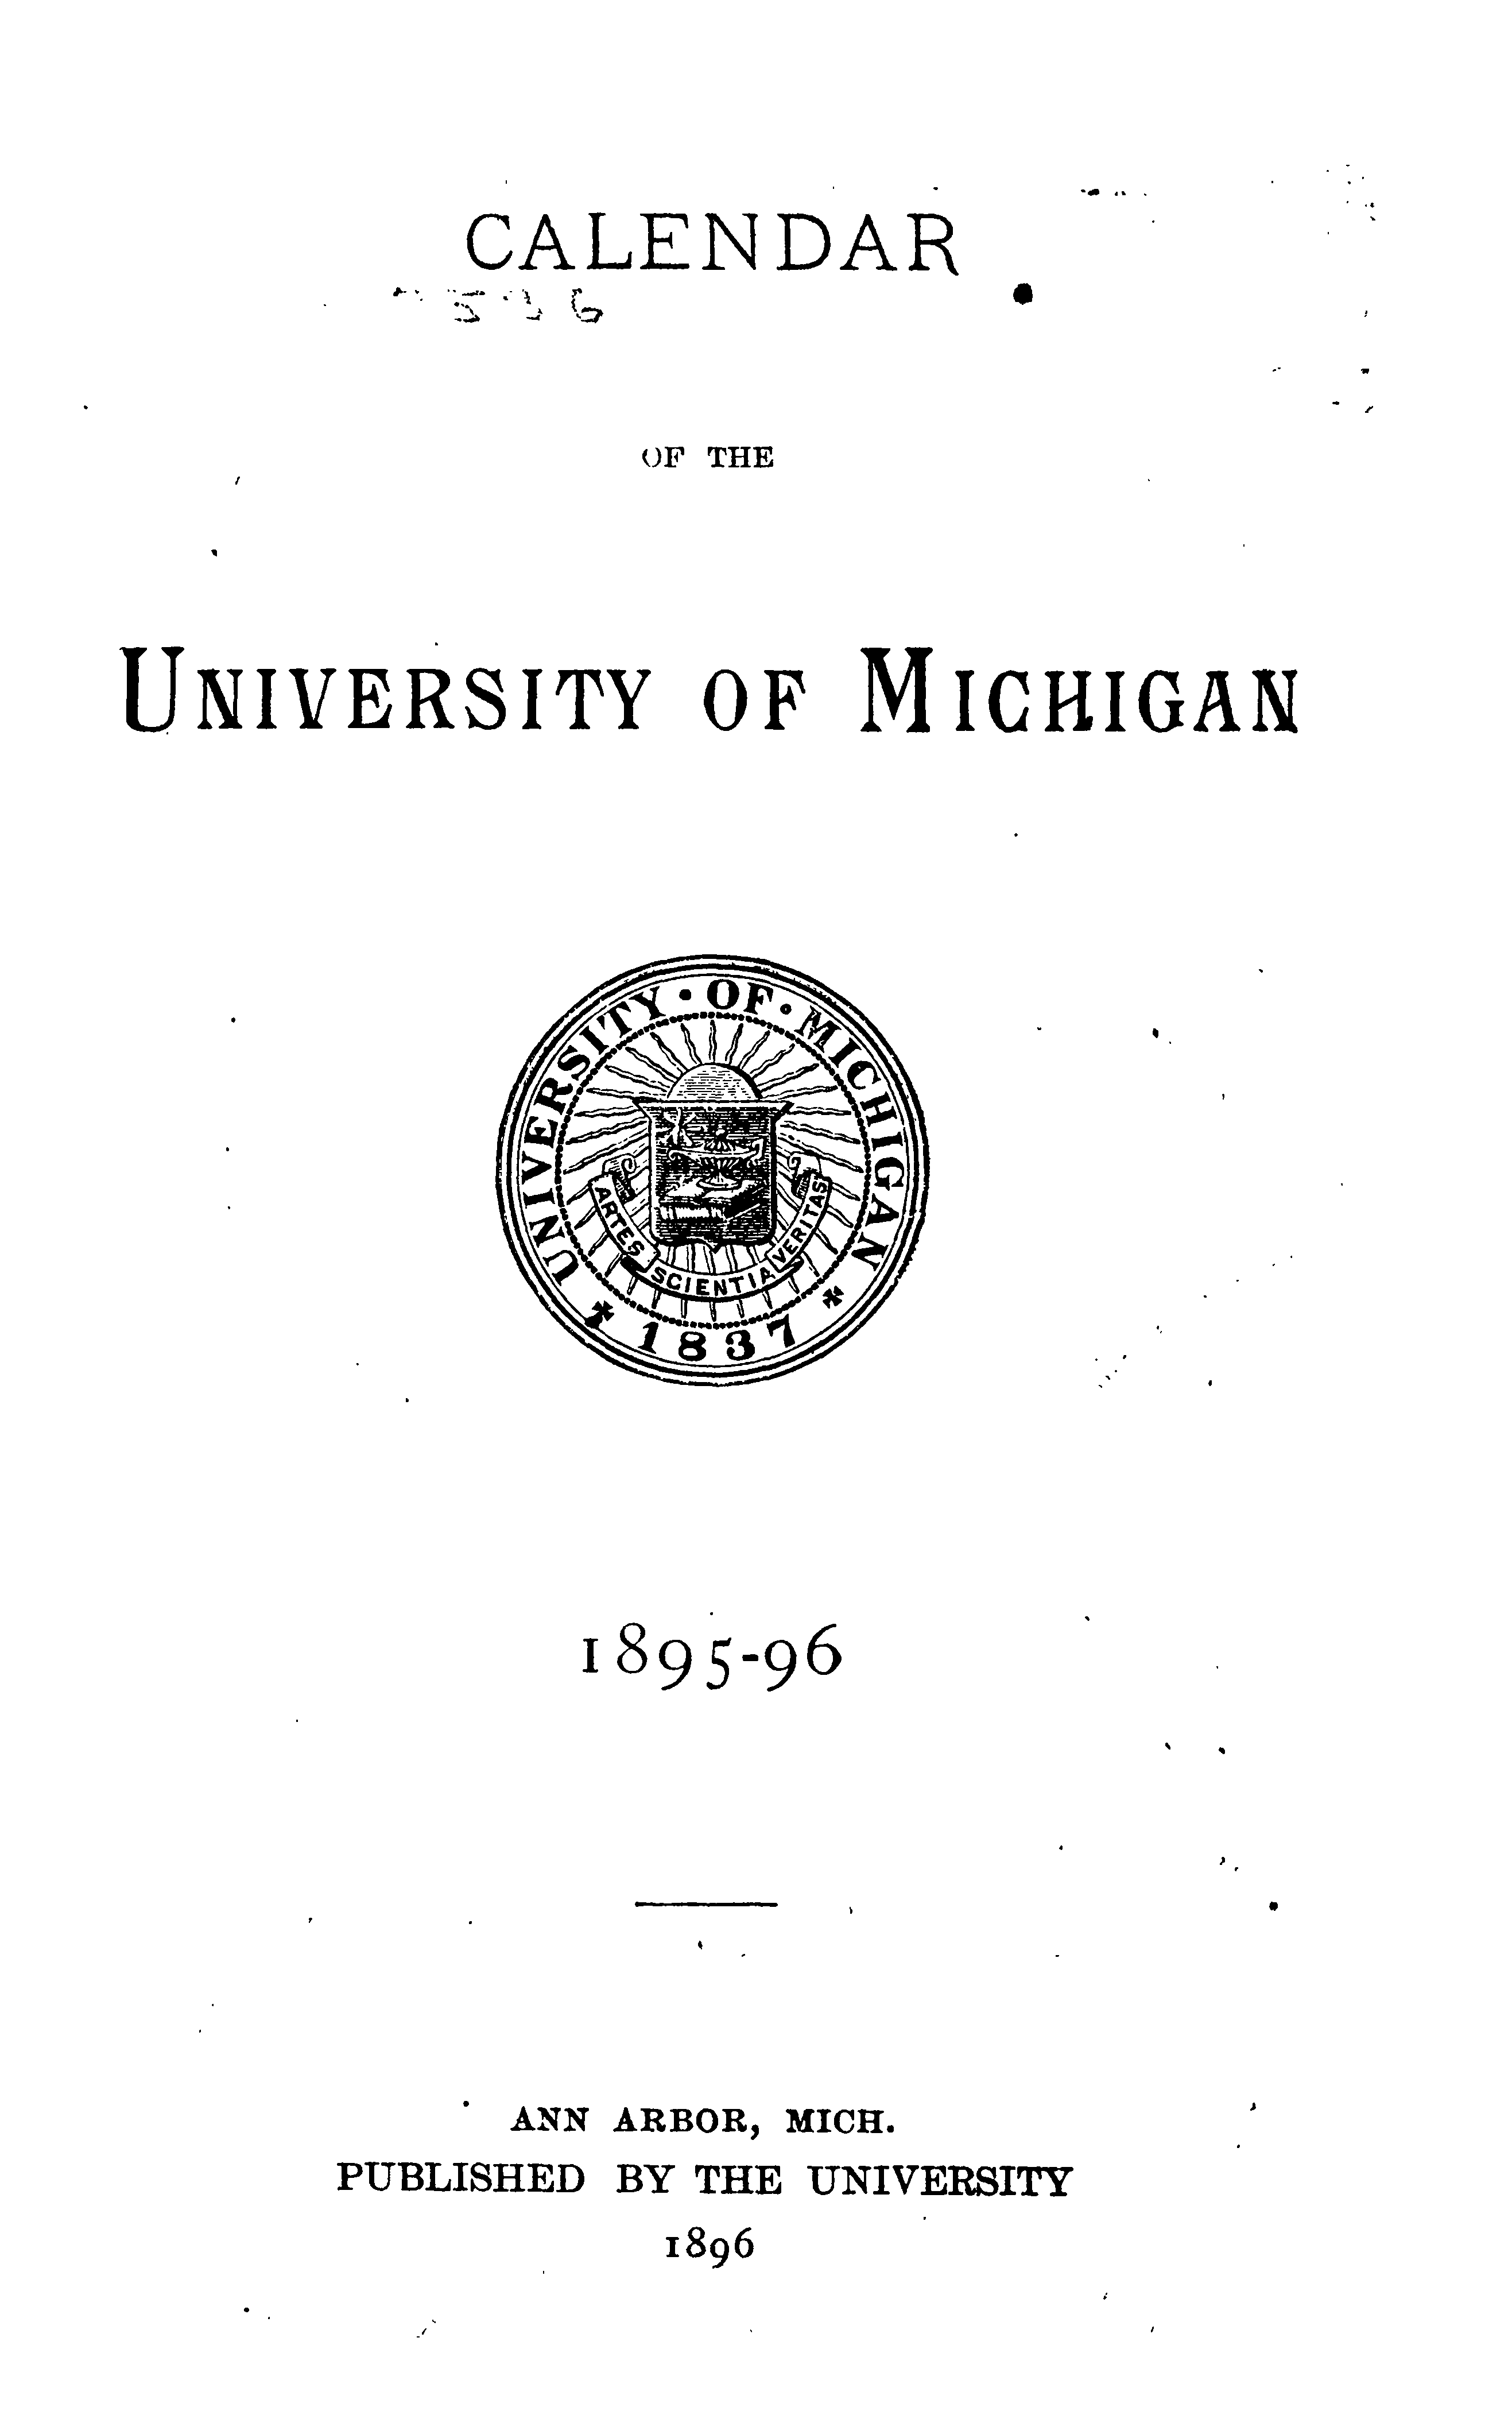 CALENDAR
OF THE
UNIVERSITY OF MICHIGAN
UNIVERSITY · OF · MICHIGAN
ARTES SCIENTIA VERITAS
1837
1895-96
ANN ARBOR, MICH.
PUBLISHED BY THE UNIVERSITY
1896